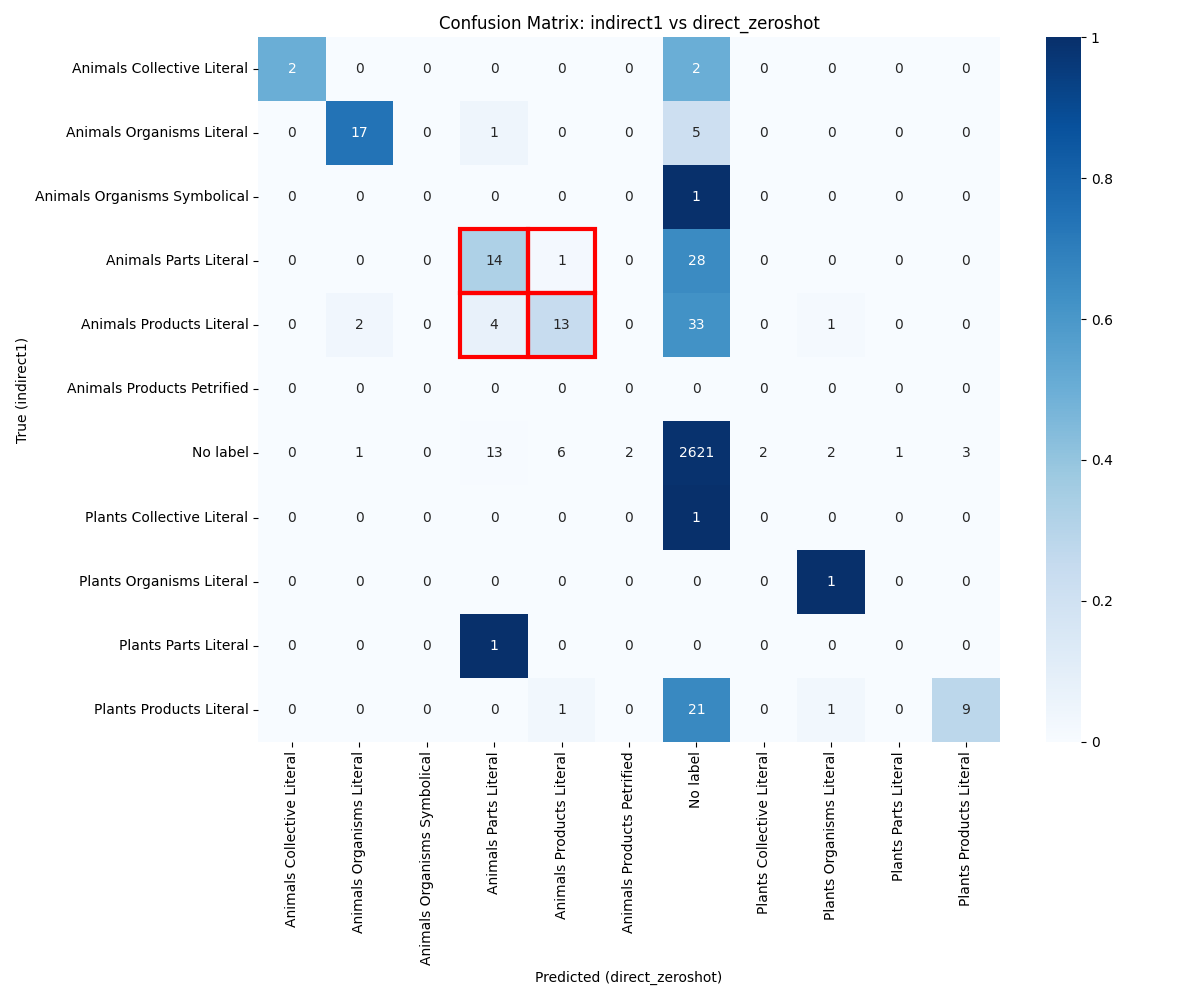 Confusion Matrix: indirect1 vs direct_zeroshot
True (indirect1)
Animals Collective Literal 2 0 0 0 0 0 2 0 0 0 0
Animals Organisms Literal 0 17 0 1 0 0 5 0 0 0 0
Animals Organisms Symbolical 0 0 0 0 0 0 1 0 0 0 0
Animals Parts Literal 0 0 0 14 1 0 28 0 0 0 0
Animals Products Literal 0 2 0 4 13 0 33 0 1 0 0
Animals Products Petrified 0 0 0 0 0 0 0 0 0 0 0
No label 0 1 0 13 6 2 2621 2 2 1 3
Plants Collective Literal 0 0 0 0 0 0 1 0 0 0 0
Plants Organisms Literal 0 0 0 0 0 0 0 0 1 0 0
Plants Parts Literal 0 0 0 1 0 0 0 0 0 0 0
Plants Products Literal 0 0 0 0 1 0 21 0 1 0 9
Animals Collective Literal
Animals Organisms Literal
Animals Organisms Symbolical
Animals Parts Literal
Animals Products Literal
Animals Products Petrified
No label
Plants Collective Literal
Plants Organisms Literal
Plants Parts Literal
Plants Products Literal
Predicted (direct_zeroshot)
1
0.8
0.6
0.4
0.2
0